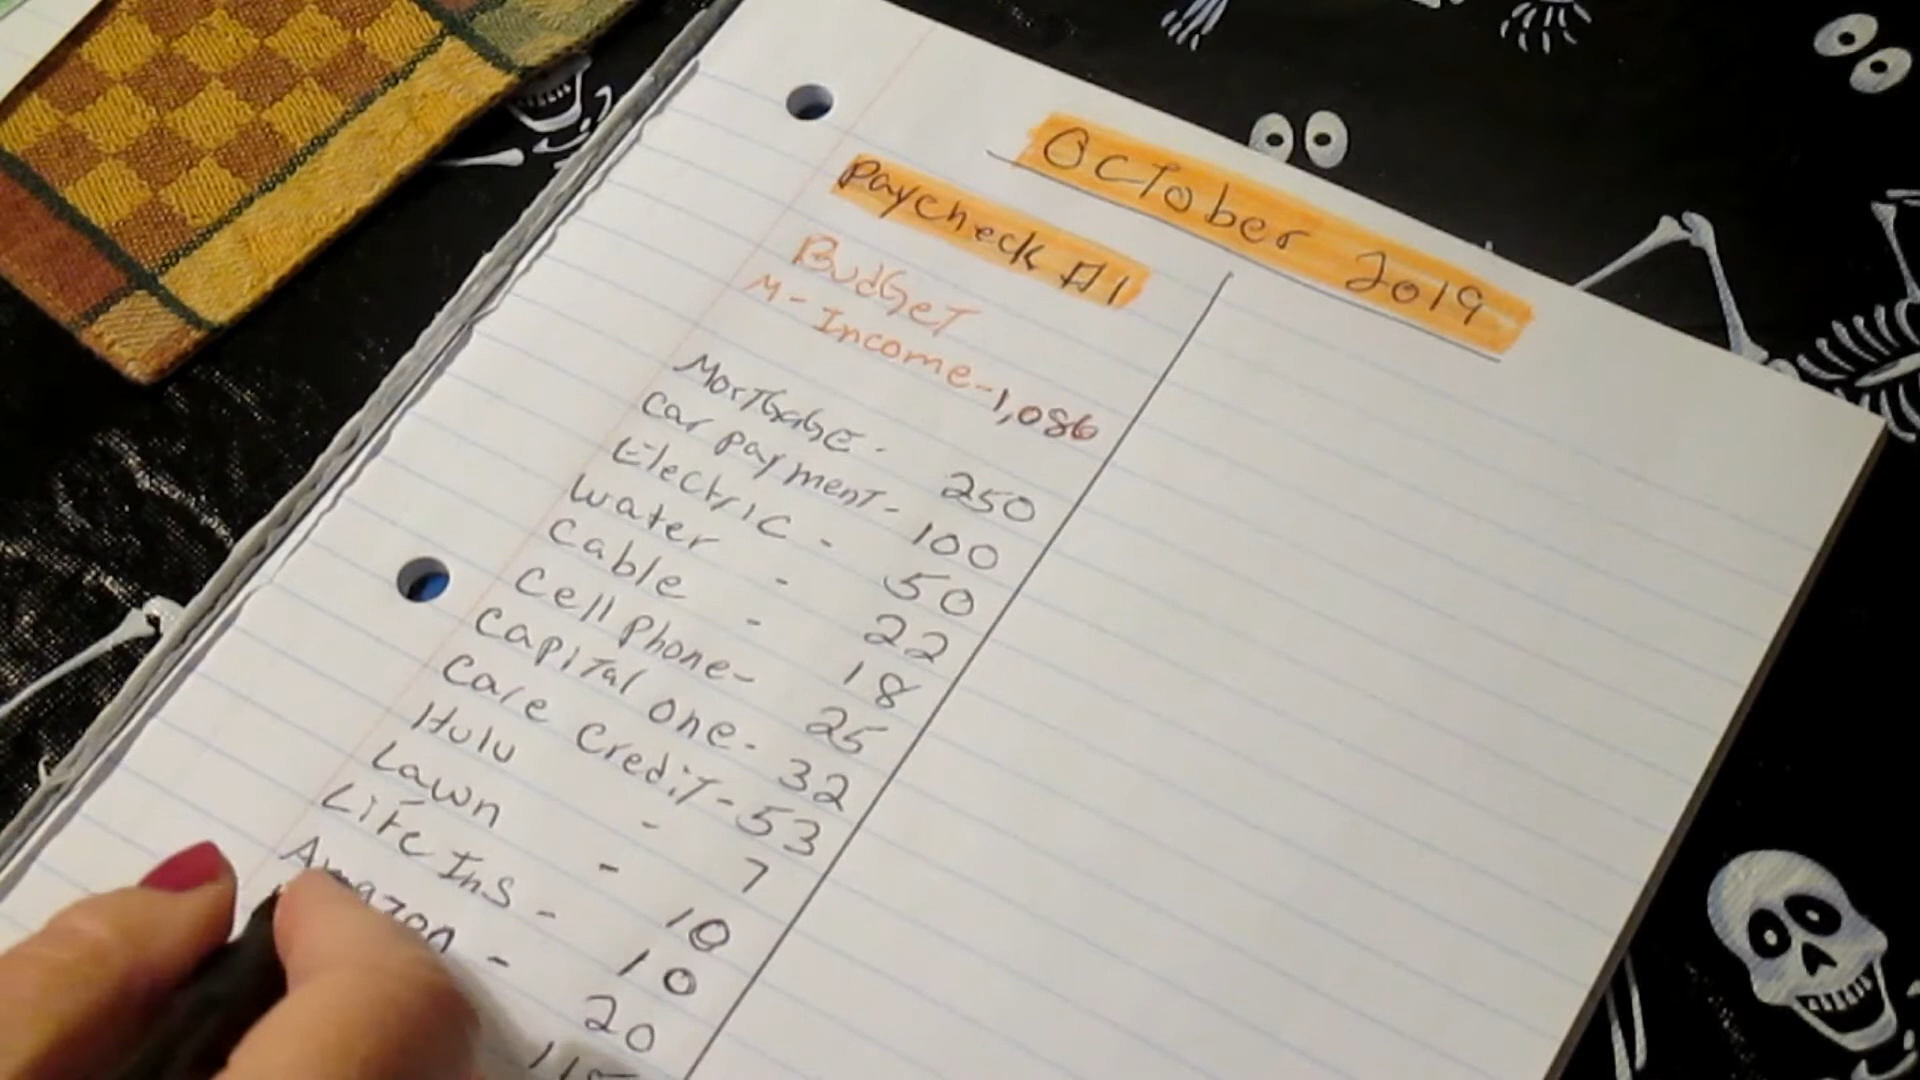 October 2019
Paycheck #1
Budget
M - Income - 1,086
Mortgage - 250
Car payment - 100
Electric - 50
Water - 22
Cable - 18
Cell Phone - 25
Capital One - 32
Care Credit - 53
Hulu - 7
Lawn - 10
Life Ins - 10
Amazon - 20